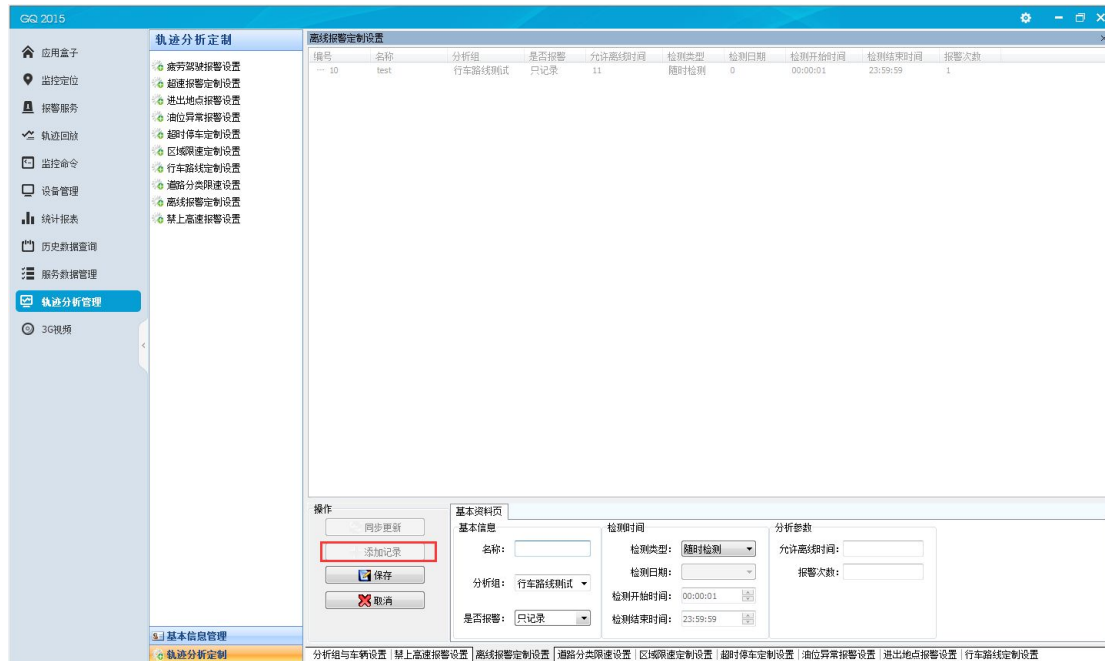 GQ 2015
应用盒子
监控定位
报警服务
轨迹回放
监控命令
设备管理
统计报表
历史数据查询
服务数据管理
轨迹分析管理
3G视频
轨迹分析定制
疲劳驾驶报警设置
超速报警定制设置
进出地点报警设置
油位异常报警设置
超时停车定制设置
区域限速定制设置
行车路线定制设置
道路分类限速设置
离线报警定制设置
禁上高速报警设置
基本信息管理
轨迹分析定制
离线报警定制设置
编号 名称 分析组 是否报警 允许离线时间 检测类型 检测日期 检测开始时间 检测结束时间 报警次数
10 test 行车路线测试 只记录 11 随时检测 0 00:00:01 23:59:59 1
操作
同步更新
添加记录
保存
取消
基本资料页
基本信息
名称:
分析组: 行车路线测试
是否报警: 只记录
检测时间
检测类型: 随时检测
检测日期:
检测开始时间: 00:00:01
检测结束时间: 23:59:59
分析参数
允许离线时间:
报警次数:
分析组与车辆设置 禁上高速报警设置 离线报警定制设置 道路分类限速设置 区域限速定制设置 超时停车定制设置 油位异常报警设置 进出地点报警设置 行车路线定制设置